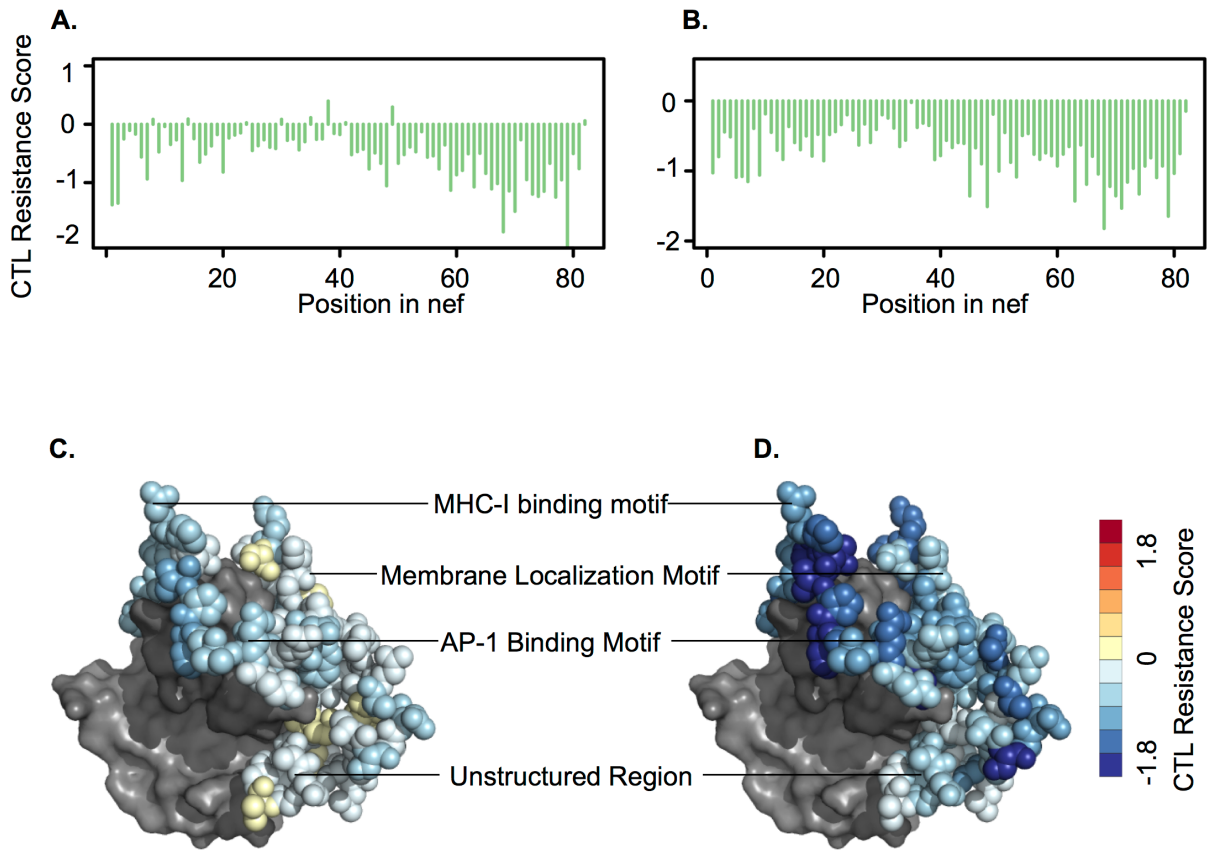 A.
B.
CTL Resistance Score
1
0
-1
-2
20
40
60
80
Position in nef
0
-1
-2
0
20
40
60
80
Position in nef
C.
D.
MHC-I binding motif
Membrane Localization Motif
AP-1 Binding Motif
Unstructured Region
1.8
0
-1.8
CTL Resistance Score